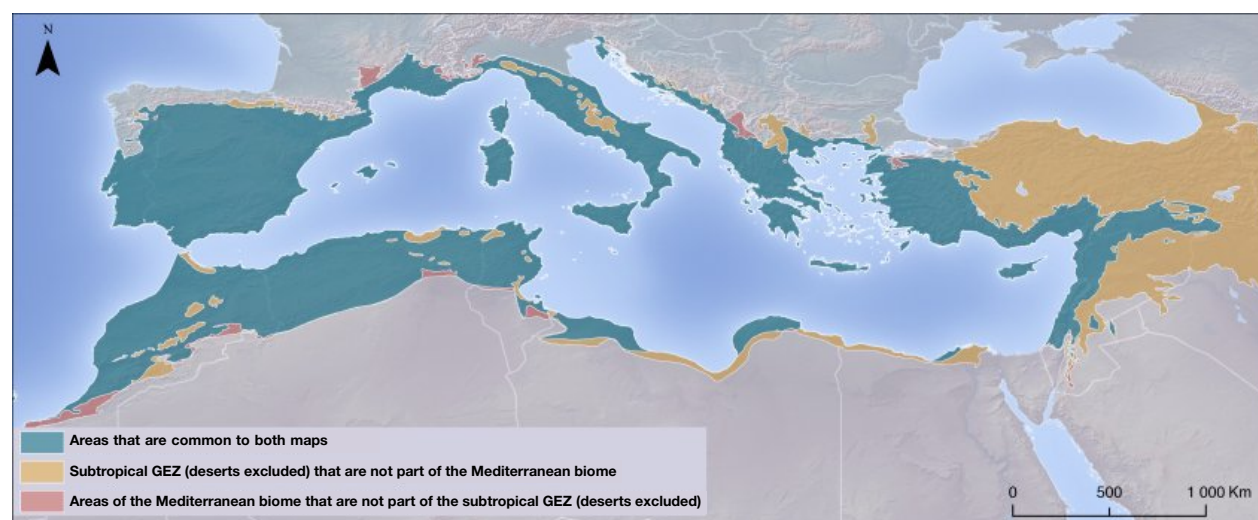 N
Areas that are common to both maps
Subtropical GEZ (deserts excluded) that are not part of the Mediterranean biome
Areas of the Mediterranean biome that are not part of the subtropical GEZ (deserts excluded)
0 500 1 000 Km